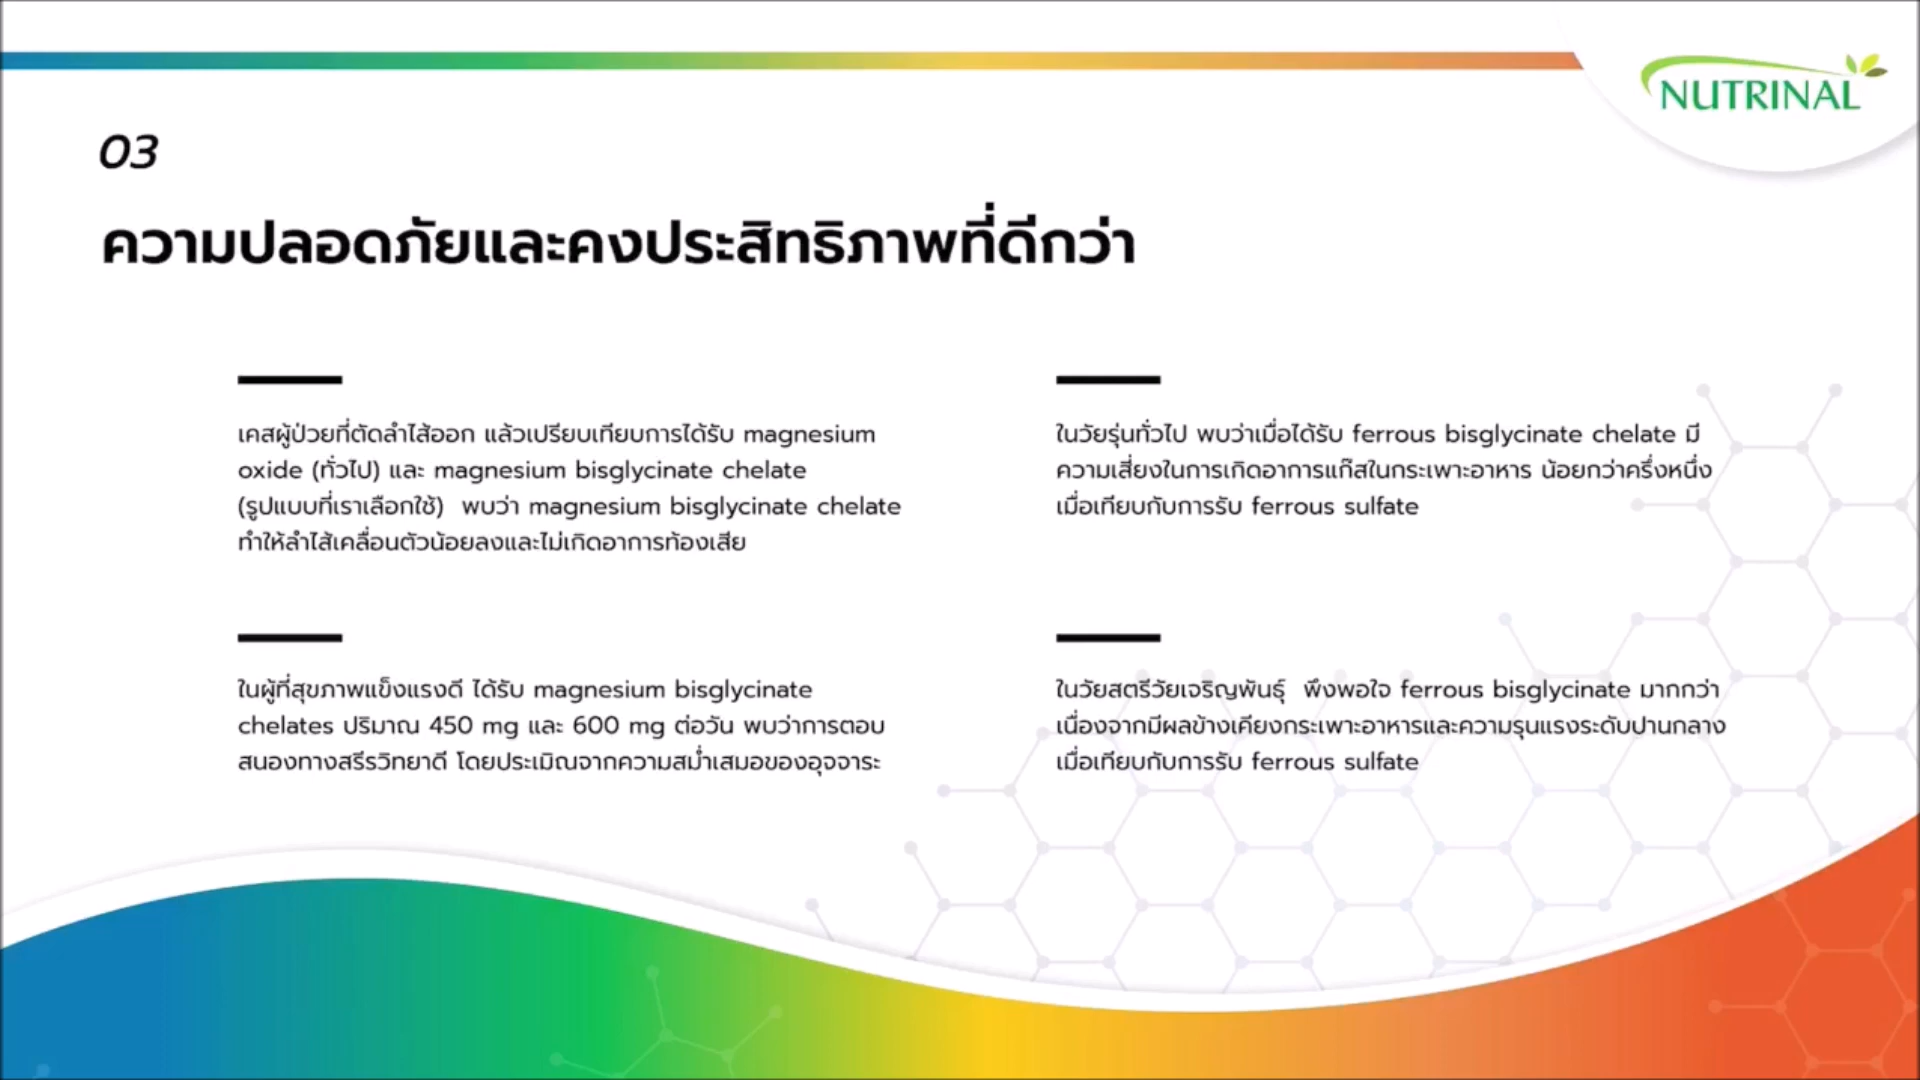 NUTRINAL
03
ความปลอดภัยและคงประสิทธิภาพที่ดีกว่า
เคสผู้ป่วยที่ตัดลำไส้ออก แล้วเปรียบเทียบการได้รับ magnesium
oxide (ทั่วไป) และ magnesium bisglycinate chelate
(รูปแบบที่เราเลือกใช้) พบว่า magnesium bisglycinate chelate
ทำให้ลำไส้เคลื่อนตัวน้อยลงและไม่เกิดอาการท้องเสีย
ในวัยรุ่นทั่วไป พบว่าเมื่อได้รับ ferrous bisglycinate chelate มี
ความเสี่ยงในการเกิดอาการแก๊สในกระเพาะอาหาร น้อยกว่าครึ่งหนึ่ง
เมื่อเทียบกับการรับ ferrous sulfate
ในผู้ที่สุขภาพแข็งแรงดี ได้รับ magnesium bisglycinate
chelates ปริมาณ 450 mg และ 600 mg ต่อวัน พบว่าการตอบ
สนองทางสรีรวิทยาดี โดยประเมิณจากความสม่ำเสมอของอุจจาระ
ในวัยสตรีวัยเจริญพันธุ์ พึงพอใจ ferrous bisglycinate มากกว่า
เนื่องจากมีผลข้างเคียงกระเพาะอาหารและความรุนแรงระดับปานกลาง
เมื่อเทียบกับการรับ ferrous sulfate